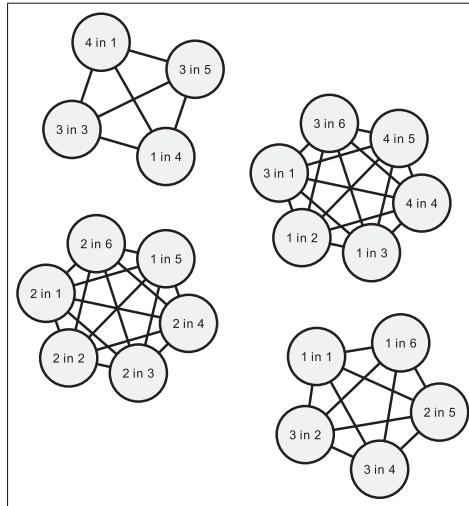 4 in 1
3 in 5
3 in 3
1 in 4
3 in 6
4 in 5
3 in 1
4 in 4
1 in 2
1 in 3
2 in 6
1 in 5
2 in 1
2 in 4
2 in 2
2 in 3
1 in 1
1 in 6
2 in 5
3 in 2
3 in 4